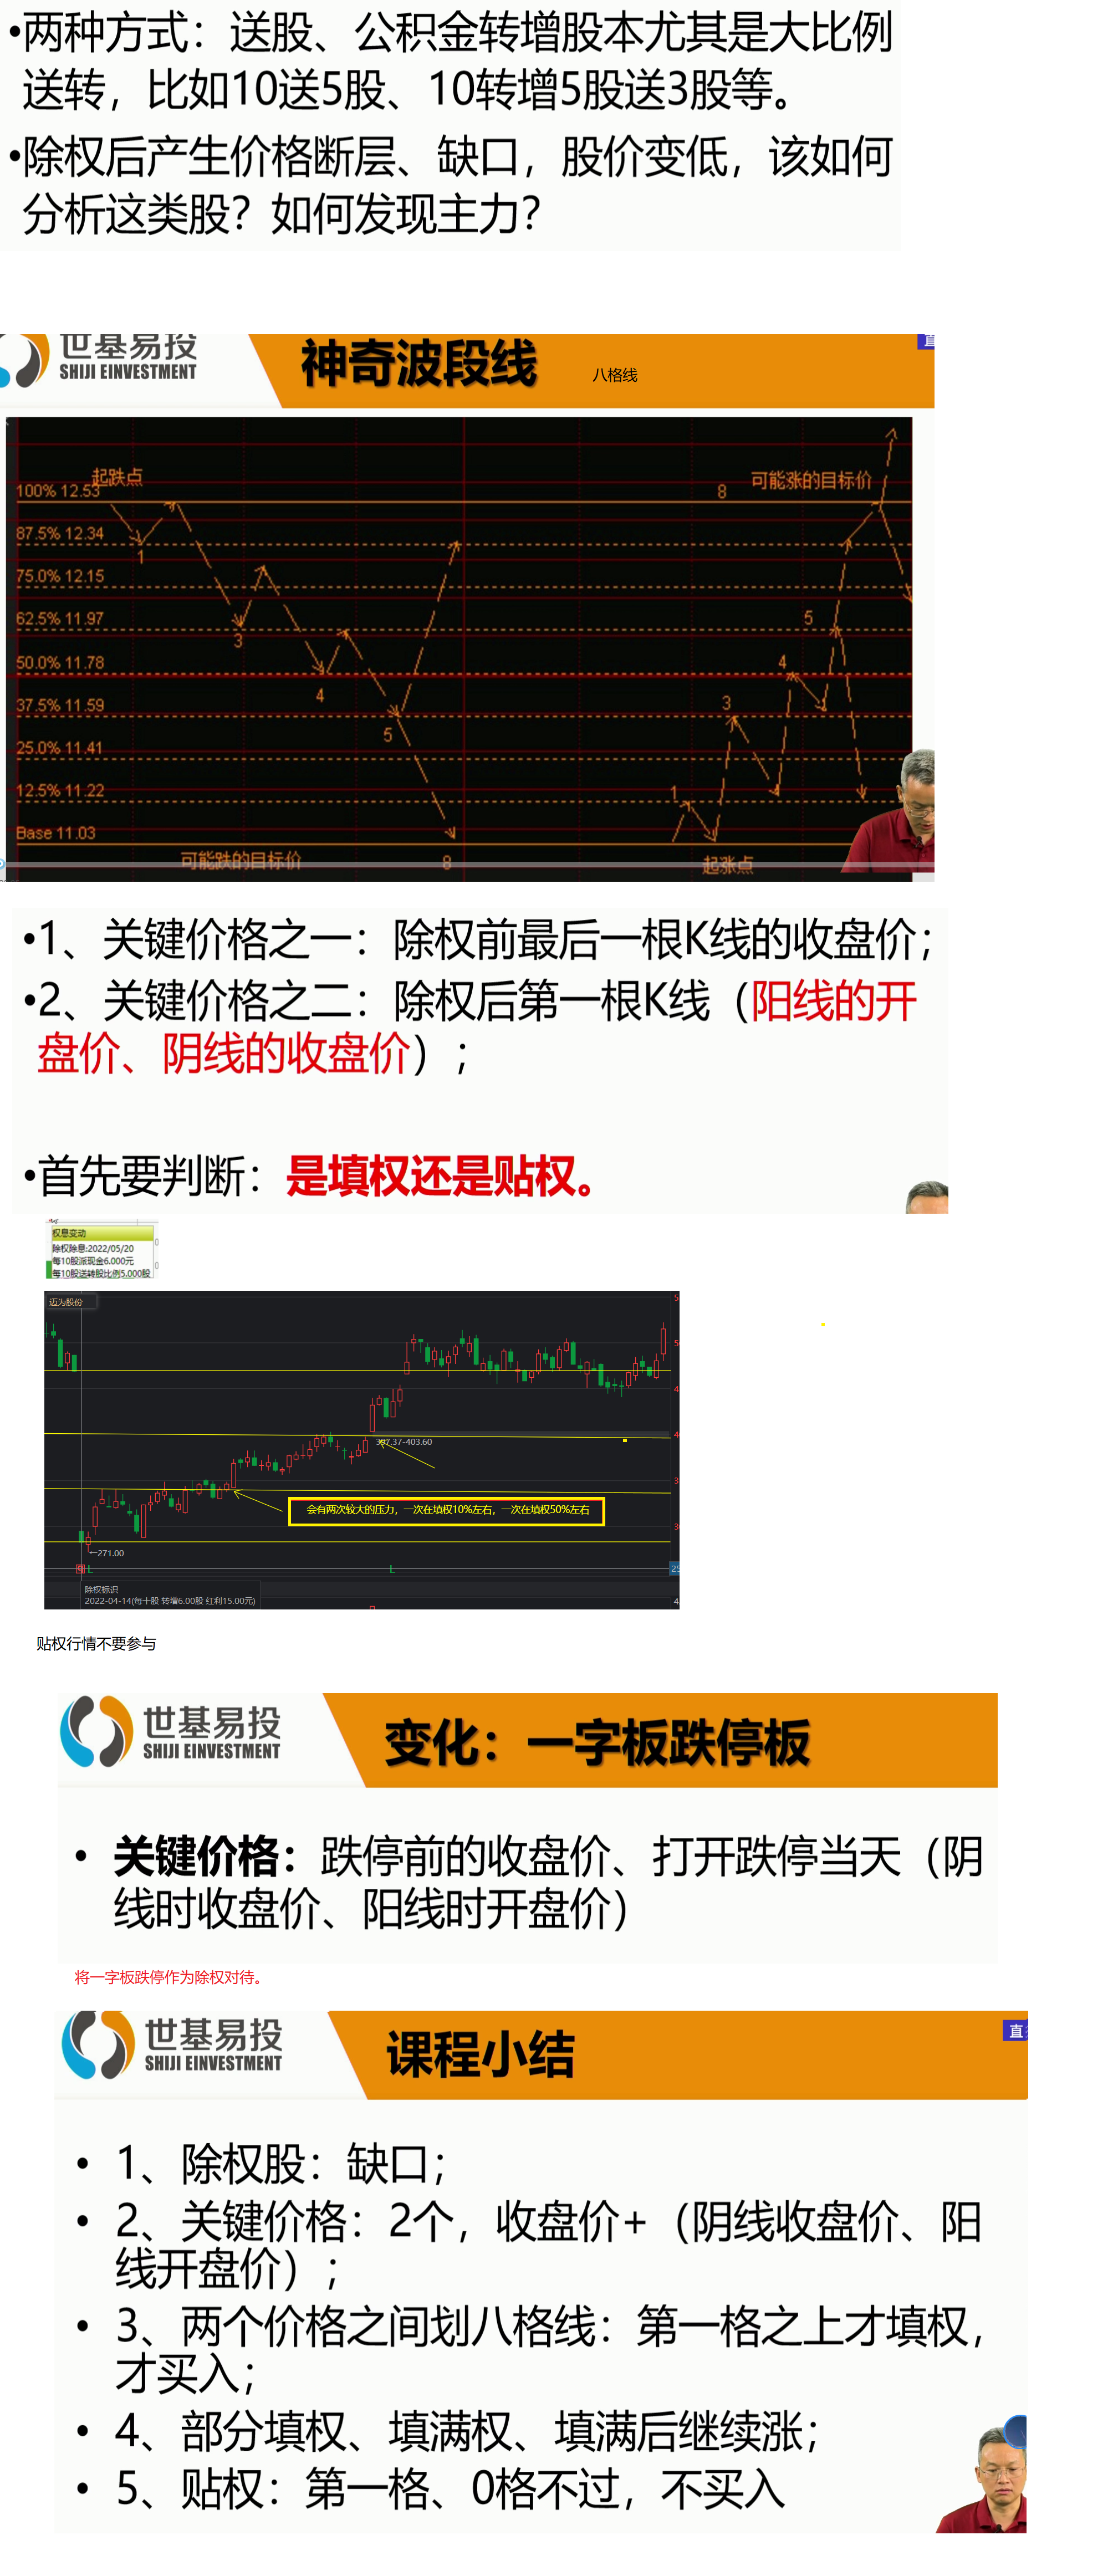 •两种方式：送股、公积金转增股本尤其是大比例
送转，比如10送5股、10转增5股送3股等。
•除权后产生价格断层、缺口，股价变低，该如何
分析这类股？如何发现主力？
世基易投
SHIJI EINVESTMENT
神奇波段线
八格线
直
起跌点
可能涨的目标价
8
100% 12.53
87.5% 12.34
1
75.0% 12.15
62.5% 11.97
5
3
50.0% 11.78
4
4
37.5% 11.59
3
5
25.0% 11.41
12.5% 11.22
1
Base 11.03
可能跌的目标价
8
起涨点
•1、关键价格之一：除权前最后一根K线的收盘价；
•2、关键价格之二：除权后第一根K线（阳线的开
盘价、阴线的收盘价）；
•首先要判断：是填权还是贴权。
权息变动
除权除息:2022/05/20
每10股派现金6.000元
每10股送转股比例5.000股
迈为股份
397.37-403.60
会有两次较大的压力，一次在填权10%左右，一次在填权50%左右
←271.00
L
L
除权标识
2022-04-14(每十股 转增6.00股 红利15.00元)
贴权行情不要参与
世基易投
SHIJI EINVESTMENT
变化：一字板跌停板
• 关键价格：跌停前的收盘价、打开跌停当天（阴
线时收盘价、阳线时开盘价）
将一字板跌停作为除权对待。
世基易投
SHIJI EINVESTMENT
课程小结
直
• 1、除权股：缺口；
• 2、关键价格：2个，收盘价+（阴线收盘价、阳
线开盘价）；
• 3、两个价格之间划八格线：第一格之上才填权，
才买入；
• 4、部分填权、填满权、填满后继续涨；
• 5、贴权：第一格、0格不过，不买入